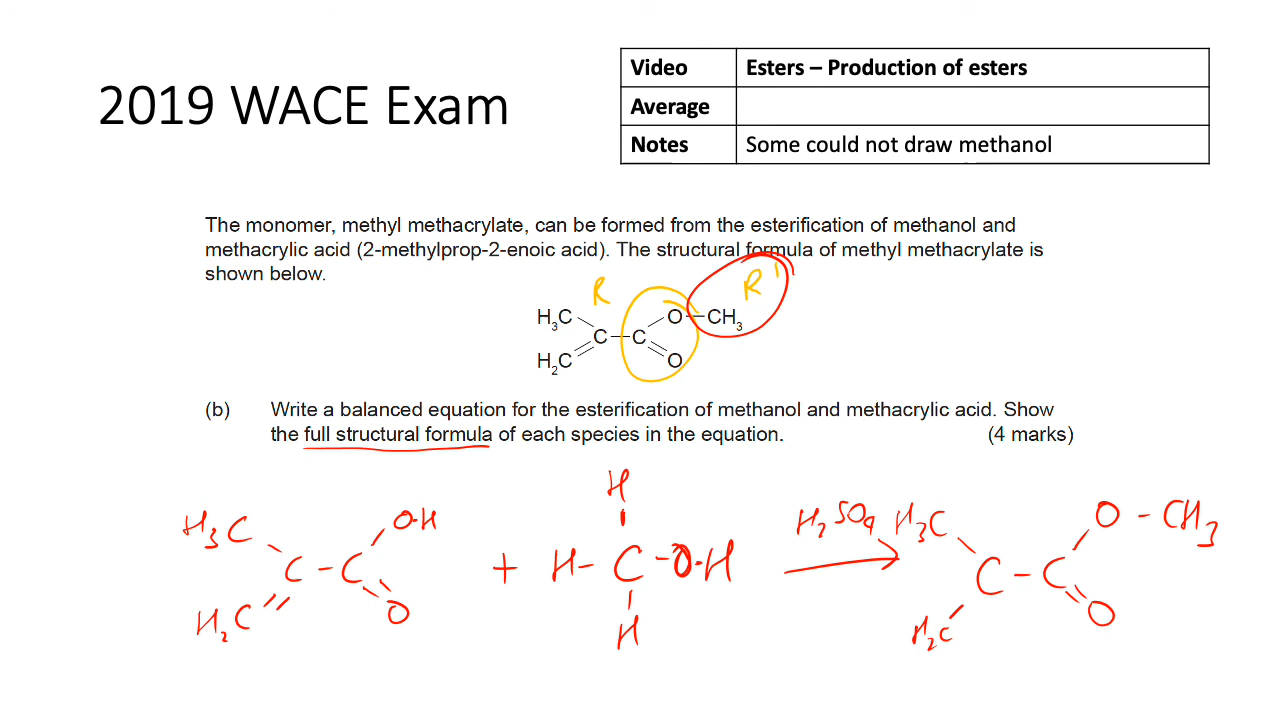 2019 WACE Exam
Video Esters – Production of esters
Average
Notes Some could not draw methanol
The monomer, methyl methacrylate, can be formed from the esterification of methanol and
methacrylic acid (2-methylprop-2-enoic acid). The structural formula of methyl methacrylate is
shown below.
R R'
H3C O CH3
C C
H2C O
(b) Write a balanced equation for the esterification of methanol and methacrylic acid. Show
the full structural formula of each species in the equation. (4 marks)
H
H3C O-H H2SO4 H3C O - CH3
C - C + H - C - O-H C - C
H2C O H H2C O